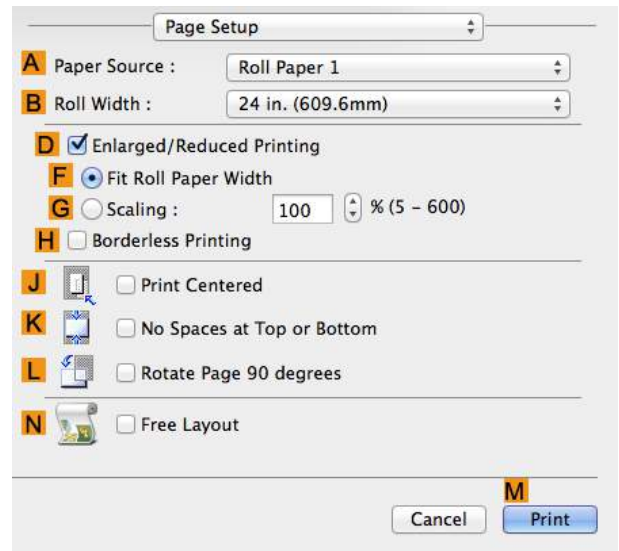 Page Setup
A Paper Source : Roll Paper 1
B Roll Width : 24 in. (609.6mm)
D Enlarged/Reduced Printing
F Fit Roll Paper Width
G Scaling : 100 % (5 – 600)
H Borderless Printing
J Print Centered
K No Spaces at Top or Bottom
L Rotate Page 90 degrees
N Free Layout
M
Cancel Print